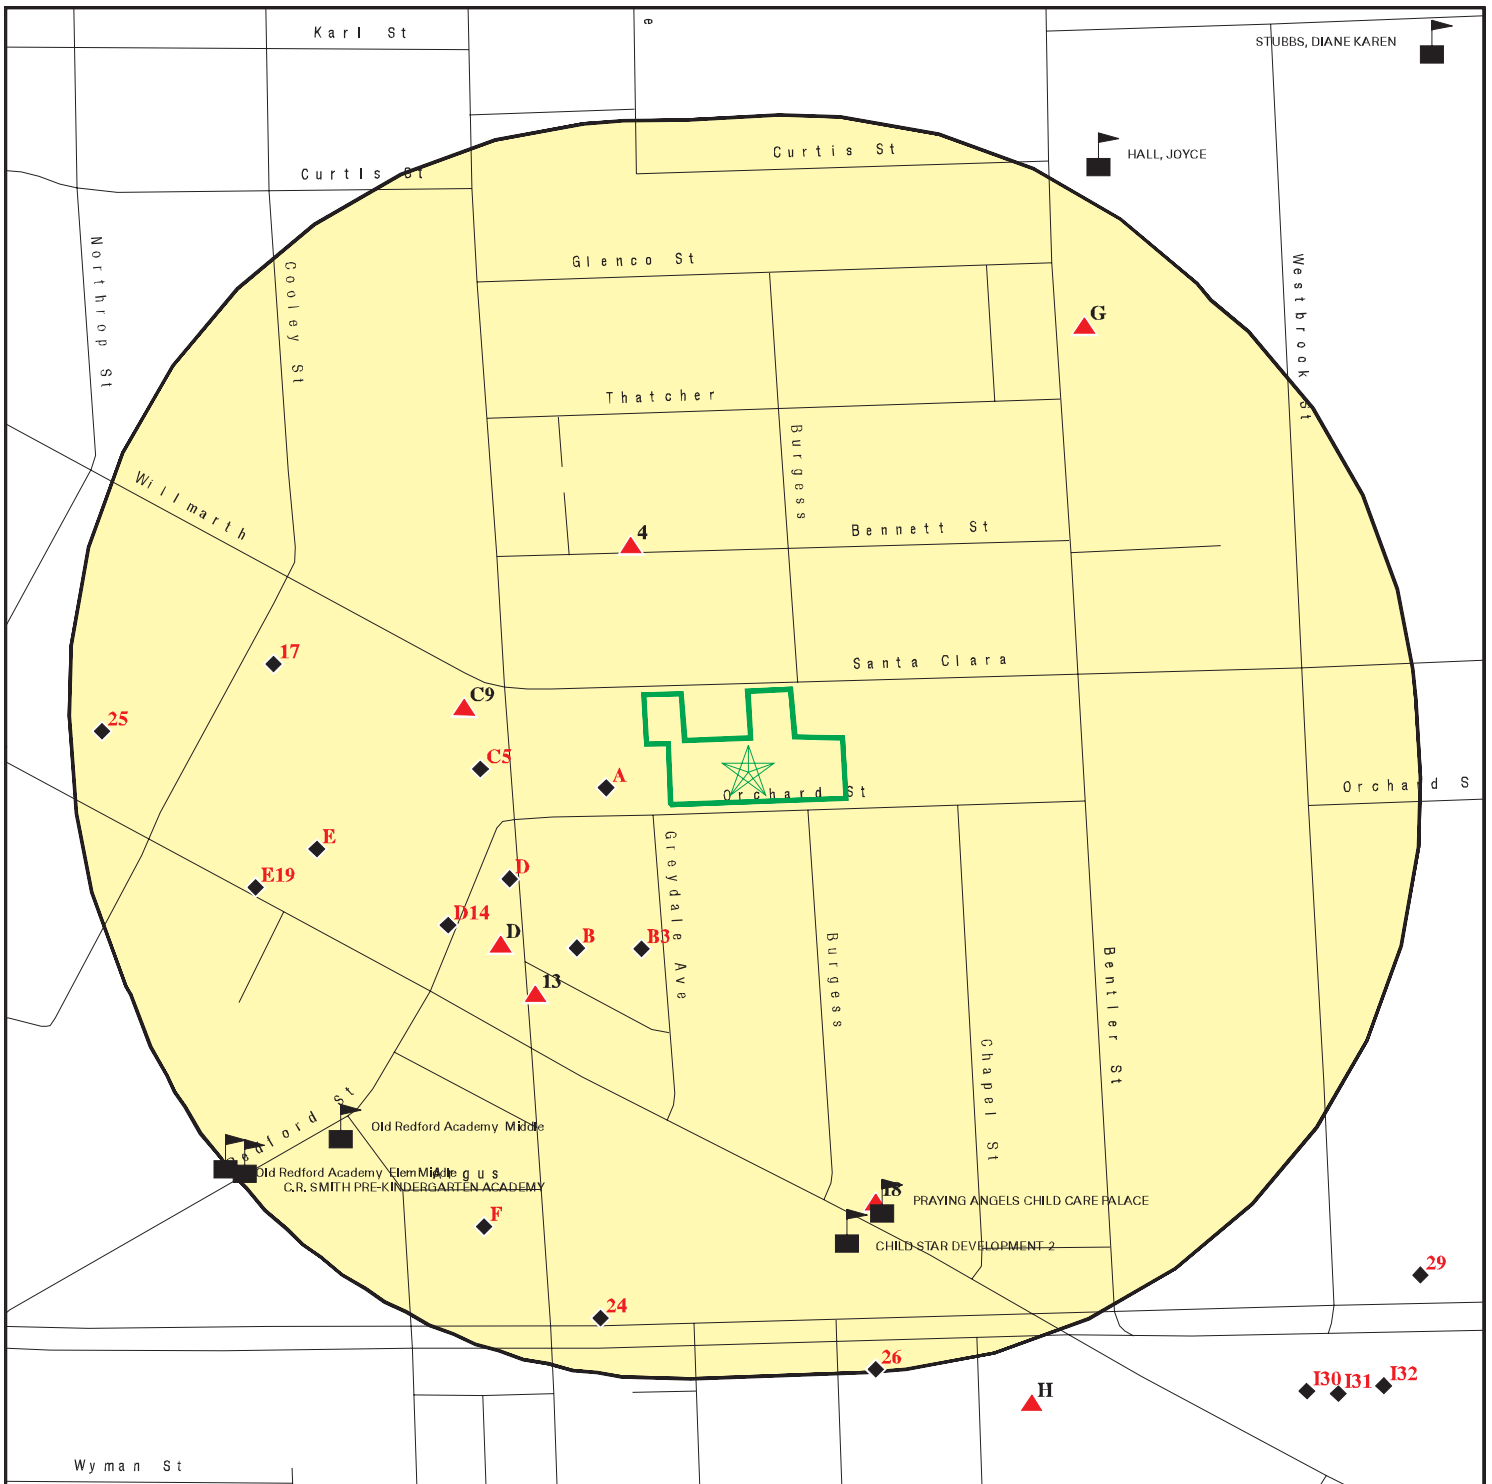 Karl St
e
STUBBS, DIANE KAREN
HALL, JOYCE
Curtis St
Curtis St
Northrop St
Cooley St
Glenco St
Westbrook St
G
Thatcher
Burgess
Willmarth
4
Bennett St
17
Santa Clara
C9
25
C5
A
Orchard St
Orchard S
E
D
E19
Greydale Ave
D14
D
B
B3
Burgess
Bentler St
13
Chapel St
Redford St
Old Redford Academy Middle
Old Redford Academy Elem Middle
Argus
C.R. SMITH PRE-KINDERGARTEN ACADEMY
18
PRAYING ANGELS CHILD CARE PALACE
F
CHILD STAR DEVELOPMENT 2
29
24
26
I30
I31
I32
H
Wyman St